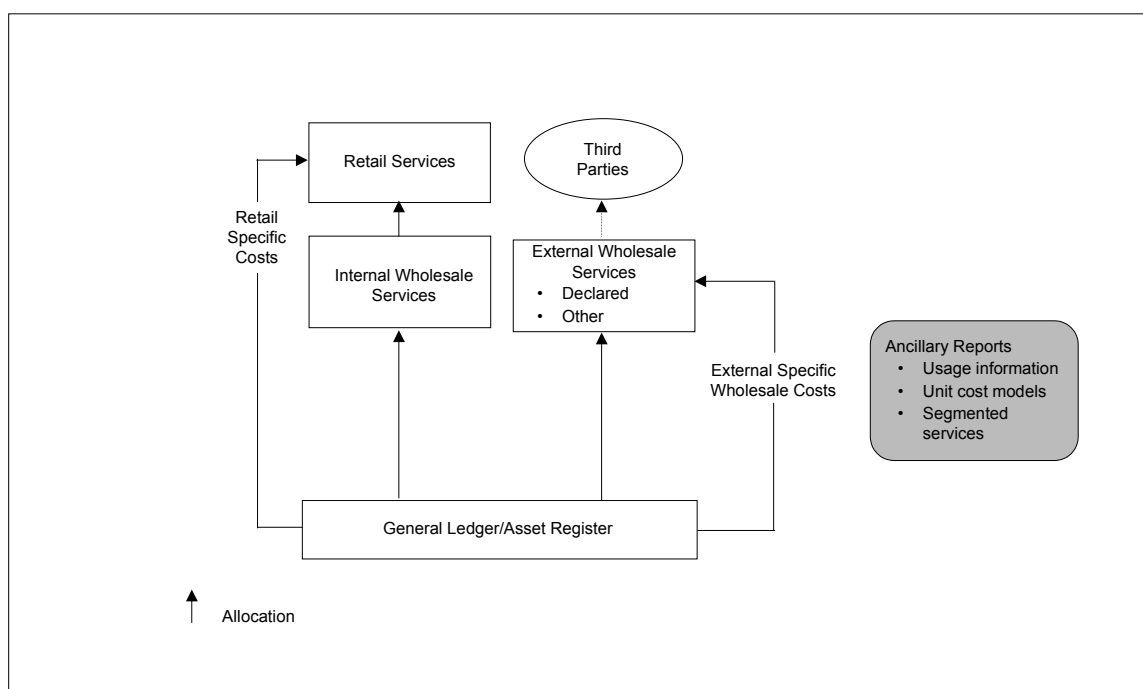 Retail Services
Third
Parties
Retail
Specific
Costs
Internal Wholesale
Services
External Wholesale
Services
• Declared
• Other
External Specific
Wholesale Costs
Ancillary Reports
• Usage information
• Unit cost models
• Segmented
services
General Ledger/Asset Register
Allocation